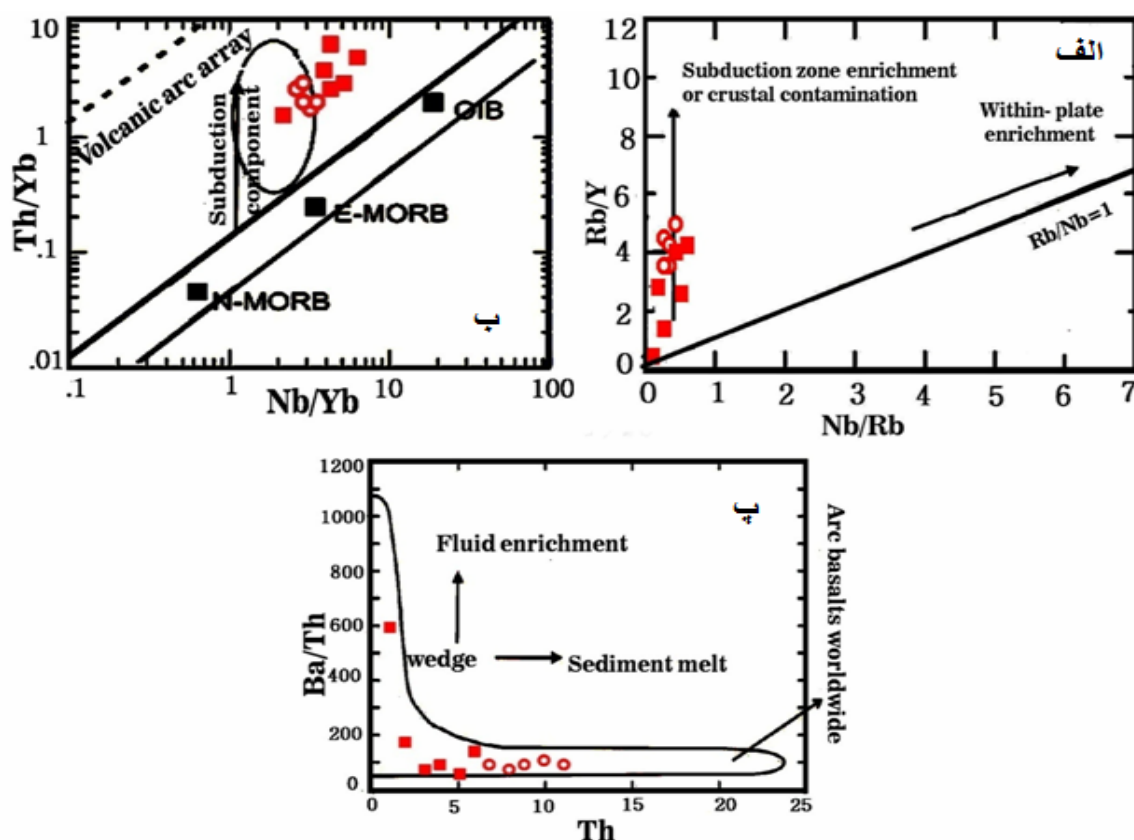 10
1
.1
.01
Th/Yb
Volcanic arc array
Subduction
component
OIB
E-MORB
N-MORB
ب
.1
1
10
100
Nb/Yb
الف
12
10
8
6
4
2
0
Rb/Y
Subduction zone enrichment
or crustal contamination
Within- plate
enrichment
Rb/Nb=1
0
1
2
3
4
5
6
7
Nb/Rb
1200
1000
800
600
400
200
0
Ba/Th
Fluid enrichment
wedge
Sediment melt
Arc basalts
worldwide
0
5
10
15
20
25
Th